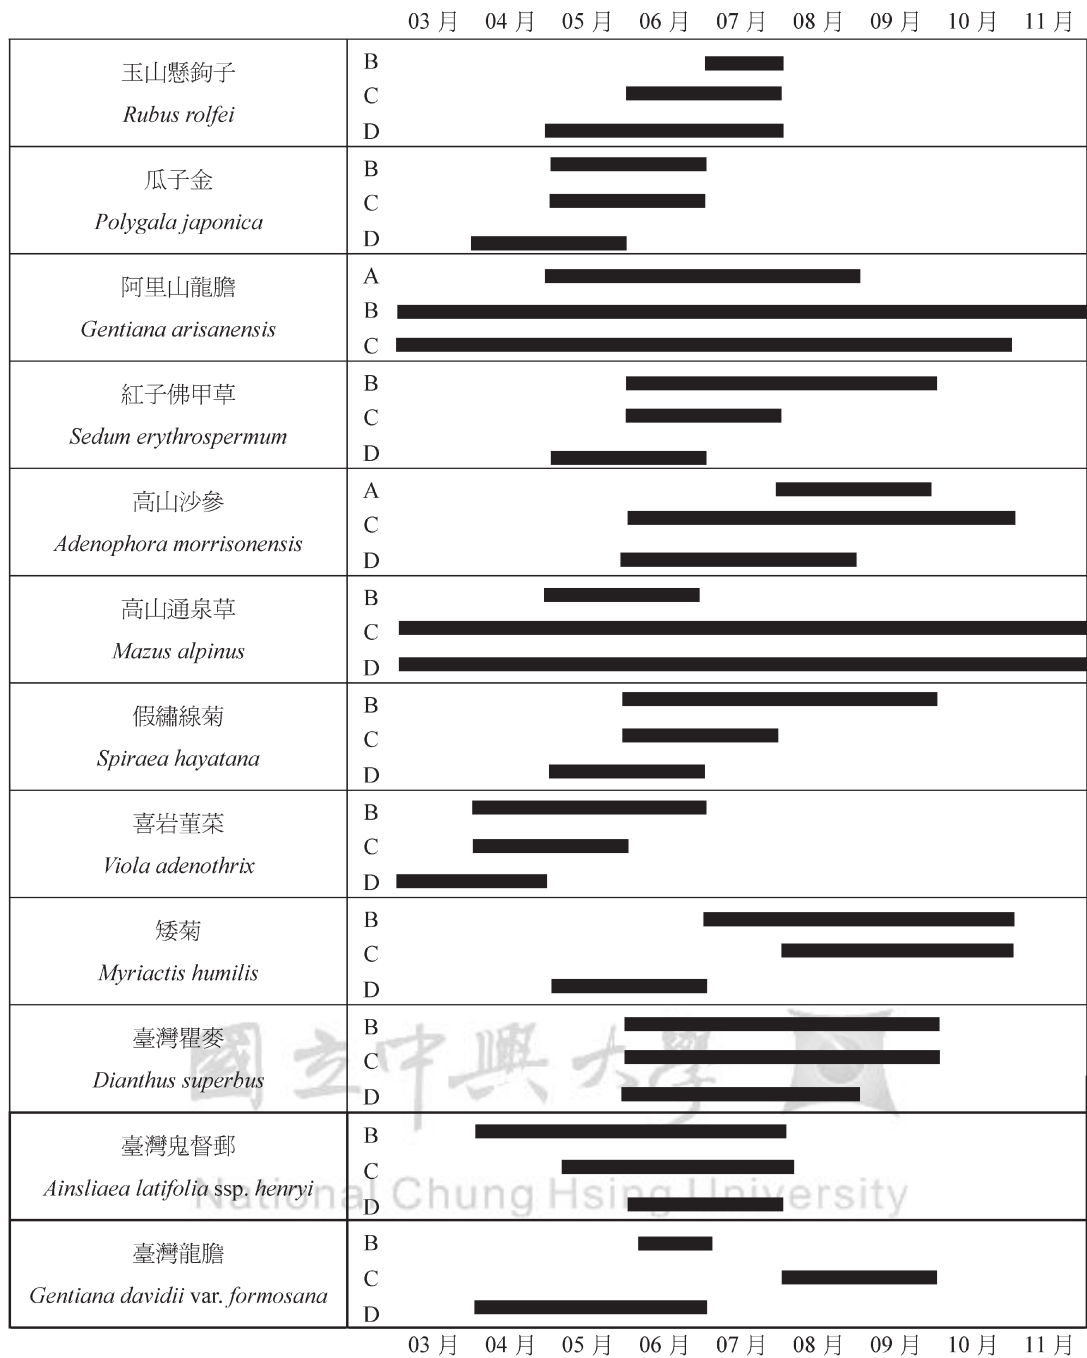 03 月 04 月 05 月 06 月 07 月 08 月 09 月 10 月 11 月
玉山懸鉤子
Rubus rolfei
B
C
D
瓜子金
Polygala japonica
B
C
D
阿里山龍膽
Gentiana arisanensis
A
B
C
紅子佛甲草
Sedum erythrospermum
B
C
D
高山沙參
Adenophora morrisonensis
A
C
D
高山通泉草
Mazus alpinus
B
C
D
假繡線菊
Spiraea hayatana
B
C
D
喜岩菫菜
Viola adenothrix
B
C
D
矮菊
Myriactis humilis
B
C
D
臺灣瞿麥
Dianthus superbus
B
C
D
國立中興大學
臺灣鬼督郵
Ainsliaea latifolia ssp. henryi
B
C
D
National Chung Hsing University
臺灣龍膽
Gentiana davidii var. formosana
B
C
D
03 月 04 月 05 月 06 月 07 月 08 月 09 月 10 月 11 月